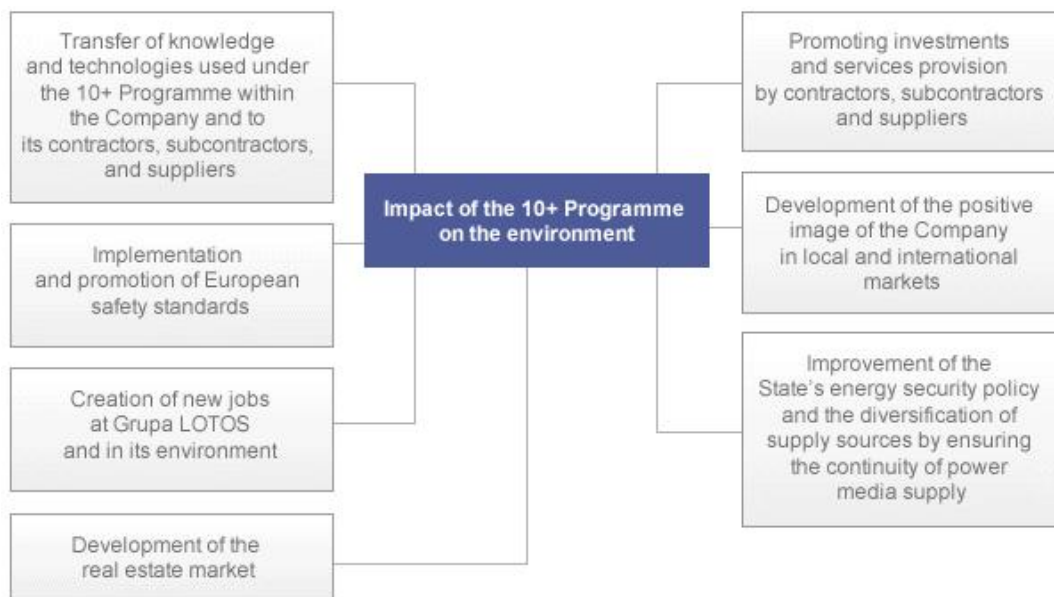 Transfer of knowledge
and technologies used under
the 10+ Programme within
the Company and to
its contractors, subcontractors,
and suppliers
Implementation
and promotion of European
safety standards
Creation of new jobs
at Grupa LOTOS
and in its environment
Development of the
real estate market
Impact of the 10+ Programme
on the environment
Promoting investments
and services provision
by contractors, subcontractors
and suppliers
Development of the positive
image of the Company
in local and international
markets
Improvement of the
State’s energy security policy
and the diversification of
supply sources by ensuring
the continuity of power
media supply